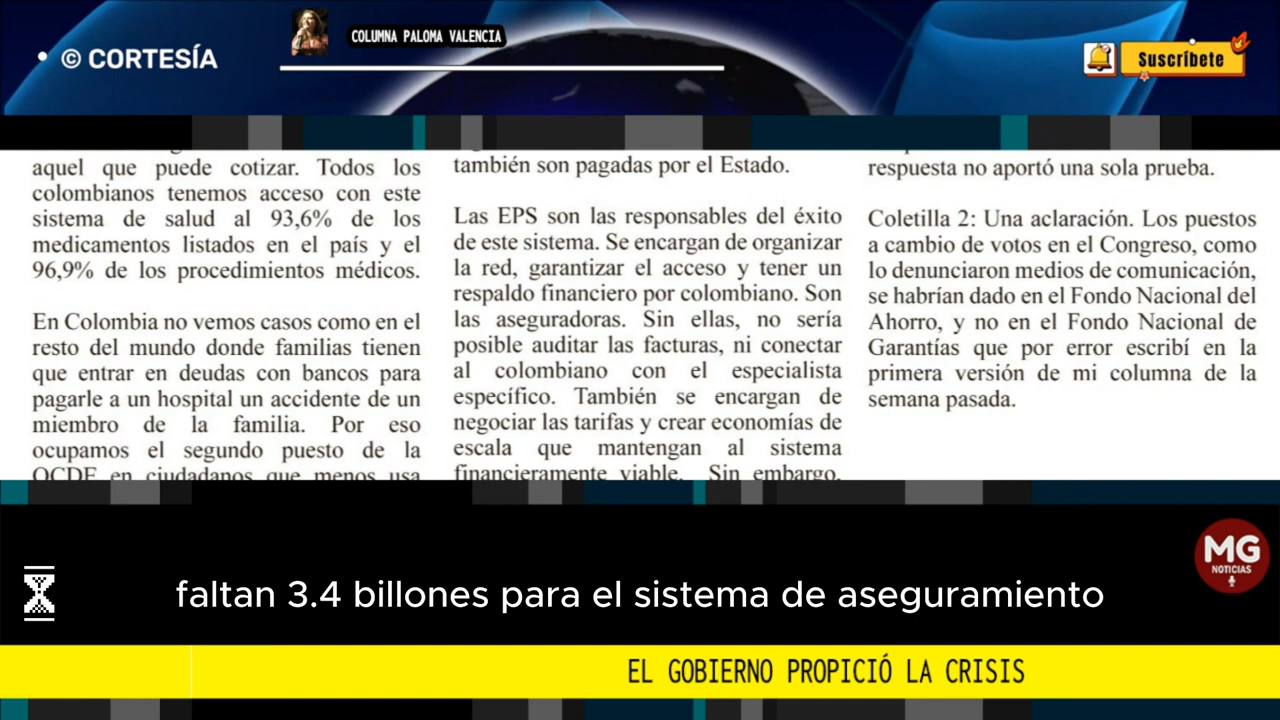 • © CORTESÍA
COLUMNA PALOMA VALENCIA
Suscríbete
aquel que puede cotizar. Todos los
colombianos tenemos acceso con este
sistema de salud al 93,6% de los
medicamentos listados en el país y el
96,9% de los procedimientos médicos.
En Colombia no vemos casos como en el
resto del mundo donde familias tienen
que entrar en deudas con bancos para
pagarle a un hospital un accidente de un
miembro de la familia. Por eso
ocupamos el segundo puesto de la
OCDE en ciudadanos que menos usa
también son pagadas por el Estado.
Las EPS son las responsables del éxito
de este sistema. Se encargan de organizar
la red, garantizar el acceso y tener un
respaldo financiero por colombiano. Son
las aseguradoras. Sin ellas, no sería
posible auditar las facturas, ni conectar
al colombiano con el especialista
específico. También se encargan de
negociar las tarifas y crear economías de
escala que mantengan al sistema
financieramente viable. Sin embargo,
respuesta no aportó una sola prueba.
Coletilla 2: Una aclaración. Los puestos
a cambio de votos en el Congreso, como
lo denunciaron medios de comunicación,
se habrían dado en el Fondo Nacional del
Ahorro, y no en el Fondo Nacional de
Garantías que por error escribí en la
primera versión de mi columna de la
semana pasada.
MG
NOTICIAS
faltan 3.4 billones para el sistema de aseguramiento
EL GOBIERNO PROPICIÓ LA CRISIS